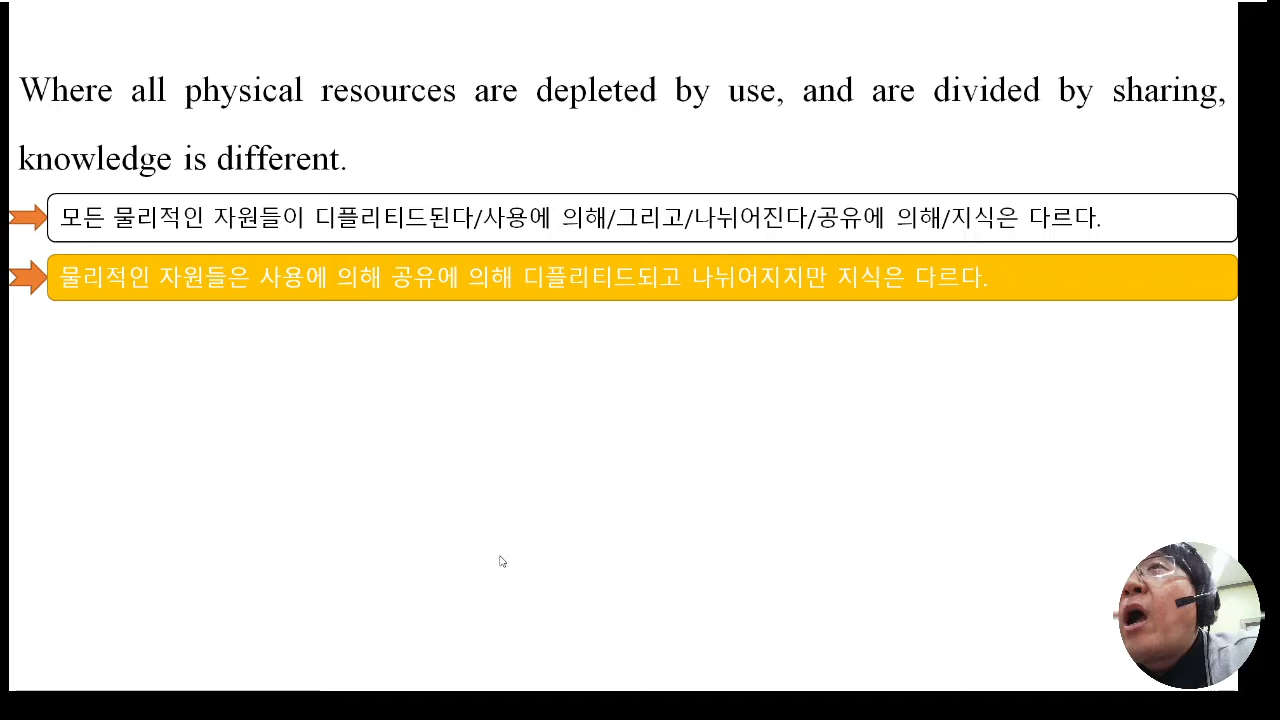 Where all physical resources are depleted by use, and are divided by sharing,
knowledge is different.
모든 물리적인 자원들이 디플리티드된다/사용에 의해/그리고/나뉘어진다/공유에 의해/지식은 다르다.
물리적인 자원들은 사용에 의해 공유에 의해 디플리티드되고 나뉘어지지만 지식은 다르다.